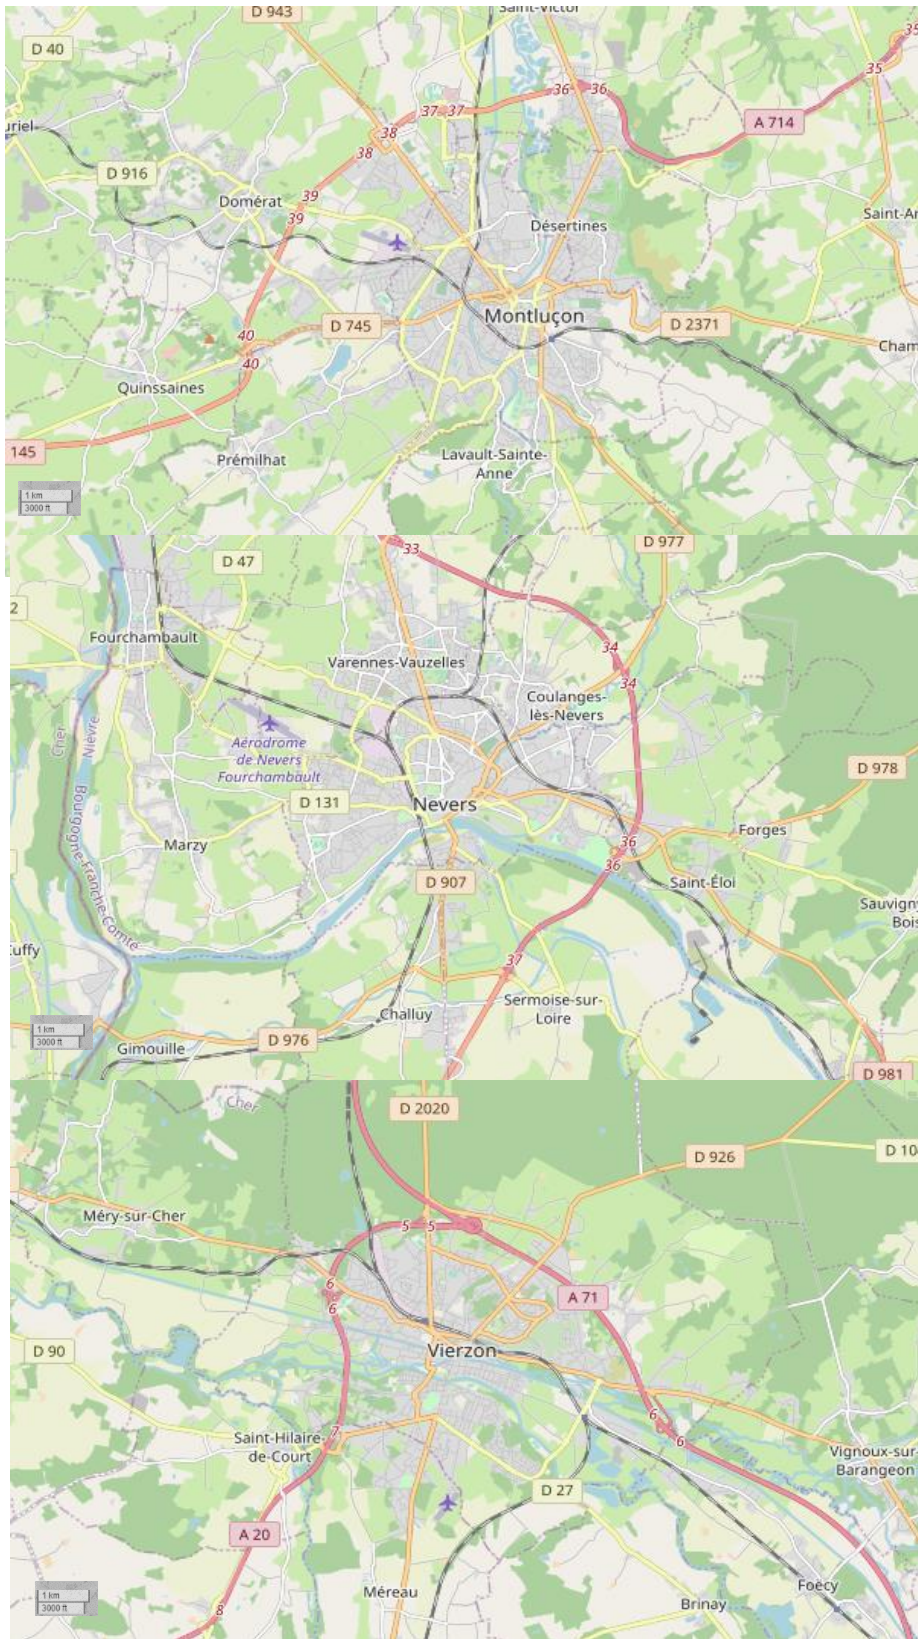 D 943
Saint-Victor
D 40
35
35
36
36
37
37
A 714
38
38
uriel
D 916
39
39
Domérat
Désertines
Saint-Ar
40
D 745
Montluçon
D 2371
40
Cham
Quinssaines
145
Prémilhat
Lavault-Sainte-
Anne
1 km
3000 ft
33
D 977
D 47
2
Fourchambault
34
Varennes-Vauzelles
34
Coulanges-
lès-Nevers
Cher
Nièvre
Aérodrome
de Nevers
Fourchambault
D 978
Bourgogne-Franche-Comté
D 131
Nevers
Forges
Marzy
36
36
D 907
Saint-Éloi
Sauvign
Bois
Cuffy
37
Sermoise-sur-
Loire
Challuy
1 km
3000 ft
D 976
Gimouille
D 981
Cher
D 2020
D 926
D 10
Méry-sur-Cher
5
5
6
6
A 71
D 90
Vierzon
6
6
Saint-Hilaire-
de-Court
7
Vignoux-sur-
Barangeon
D 27
A 20
1 km
3000 ft
Méreau
Foëcy
Brinay
8